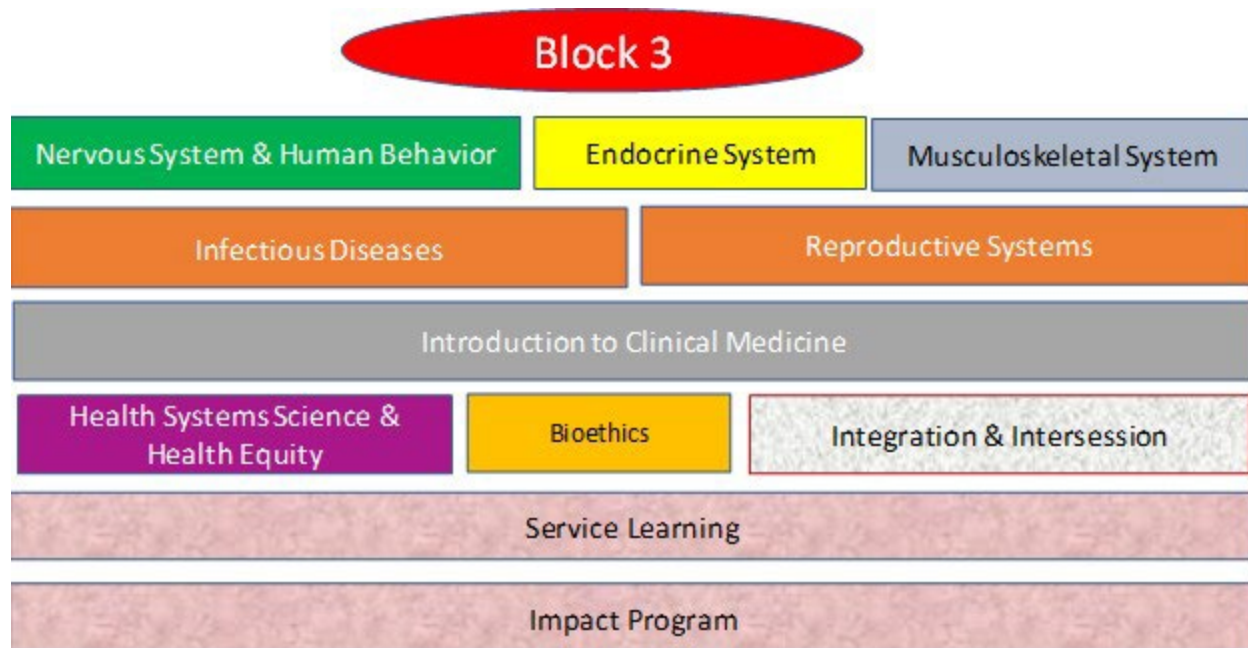 Block 3
Nervous System & Human Behavior
Endocrine System
Musculoskeletal System
Infectious Diseases
Reproductive Systems
Introduction to Clinical Medicine
Health Systems Science &
Health Equity
Bioethics
Integration & Intersession
Service Learning
Impact Program